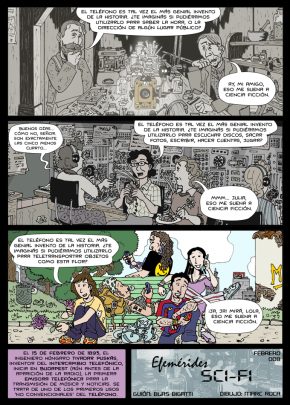 EL TELÉFONO ES TAL VEZ EL MÁS GENIAL INVENTO
DE LA HISTORIA. ¿TE IMAGINÁS SI PUDIÉRAMOS
UTILIZARLO PARA SABER LA HORA, O LA
DIRECCIÓN DE ALGÚN LUGAR PÚBLICO?
AY, MI AMIGO,
ESO ME SUENA A
CIENCIA FICCIÓN.
BUENOS DÍAS...
CÓMO NO, SEÑOR.
SON EXACTAMENTE
LAS CINCO MENOS
CUARTO...
EL TELÉFONO ES TAL VEZ EL MÁS GENIAL INVENTO
DE LA HISTORIA. ¿TE IMAGINÁS SI PUDIÉRAMOS
UTILIZARLO PARA ESCUCHAR DISCOS, SACAR
FOTOS, ESCRIBIR, HACER CUENTAS, JUGAR?
MMM... JULIA,
ESO ME SUENA A
CIENCIA FICCIÓN.
EL TELÉFONO ES TAL VEZ EL MÁS
GENIAL INVENTO DE LA HISTORIA. ¿TE
IMAGINÁS SI PUDIÉRAMOS UTILIZARLO
PARA TELETRANSPORTAR OBJETOS
COMO ESTA FLOR?
JA, JA! MIRÁ, LOLA,
ESO ME SUENA A
CIENCIA FICCIÓN.
EL 15 DE FEBRERO DE 1893, EL
INGENIERO HÚNGARO TIVADAR PUSKÁS,
INVENTOR DEL INTERCAMBIO TELEFÓNICO,
INICIA EN BUDAPEST (AÚN ANTES DE LA
APARICIÓN DE LA RADIO), LA PRIMERA
EMISORA TELEFÓNICA PARA LA
TRANSMISIÓN DE MÚSICA Y NOTICIAS. SE
TRATA DE UNO DE LOS PRIMEROS USOS
"NO CONVENCIONALES" DEL TELÉFONO.
FEBRERO
008
Efemérides
SCI-FI
GUIÓN: BLAS BIGATTI
DIBUJO: MARC ROCA